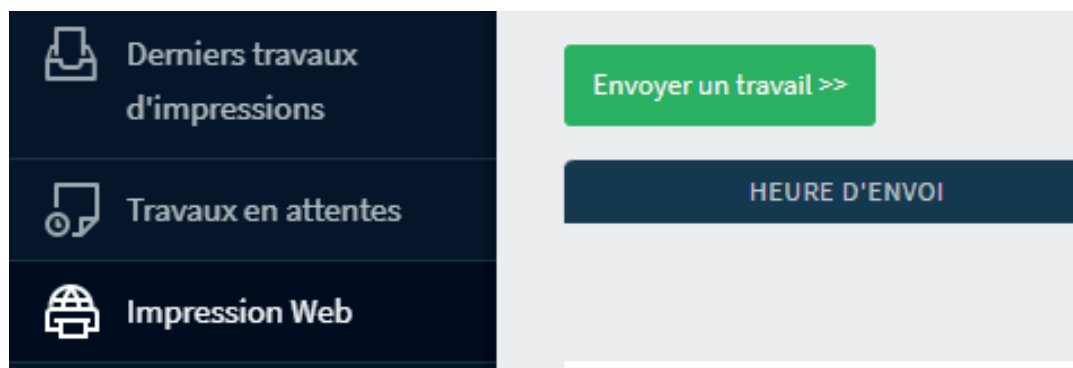 Derniers travaux
d'impressions
Travaux en attentes
Impression Web
Envoyer un travail >>
HEURE D'ENVOI